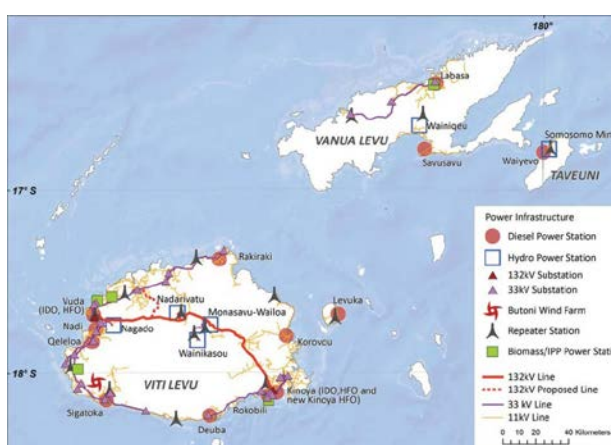 180°
Labasa
VANUA LEVU
Wainiqeu
Somosomo Min
Savusavu
Waiyevo
TAVEUNI
17° S
Power Infrastructure
Diesel Power Station
Hydro Power Station
132kV Substation
33kV Substation
Butoni Wind Farm
Repeater Station
Biomass/IPP Power Stati
132kV Line
132kV Proposed Line
33 kV Line
11kV Line
0
20
40 Kilometers
Rakiraki
Vuda
(IDO, HFO)
Nadarivatu
Monasavu-Wailoa
Levuka
Nadi
Nagado
Qeleloa
Wainikasou
Korovou
18° S
VITI LEVU
Kinoya (IDO,HFO and
new Kinoya HFO)
Sigatoka
Rokobili
Deuba